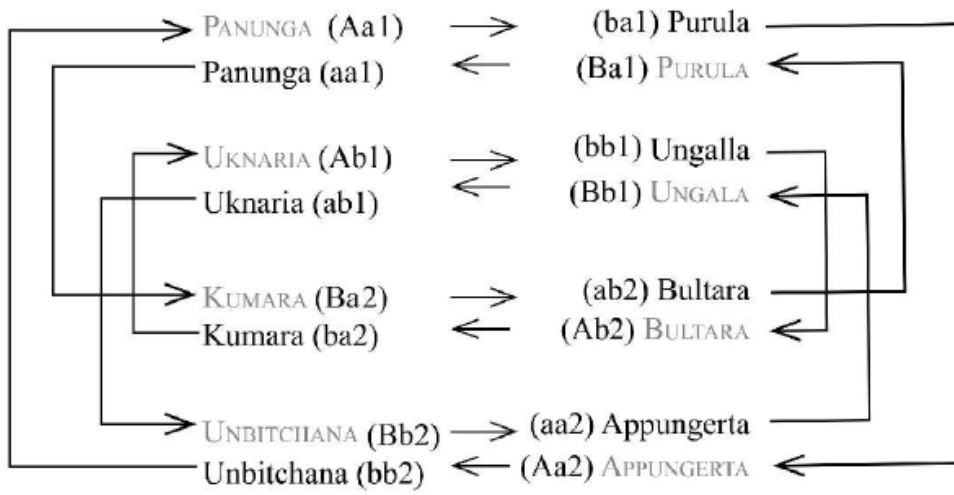 PANUNGA (Aa1) (ba1) Purula
Panunga (aa1) (Ba1) PURULA
UKNARIA (Ab1) (bb1) Ungalla
Uknaria (ab1) (Bb1) UNGALA
KUMARA (Ba2) (ab2) Bultara
Kumara (ba2) (Ab2) BULTARA
UNBITCHANA (Bb2) (aa2) Appungerta
Unbitchana (bb2) (Aa2) APPUNGERTA